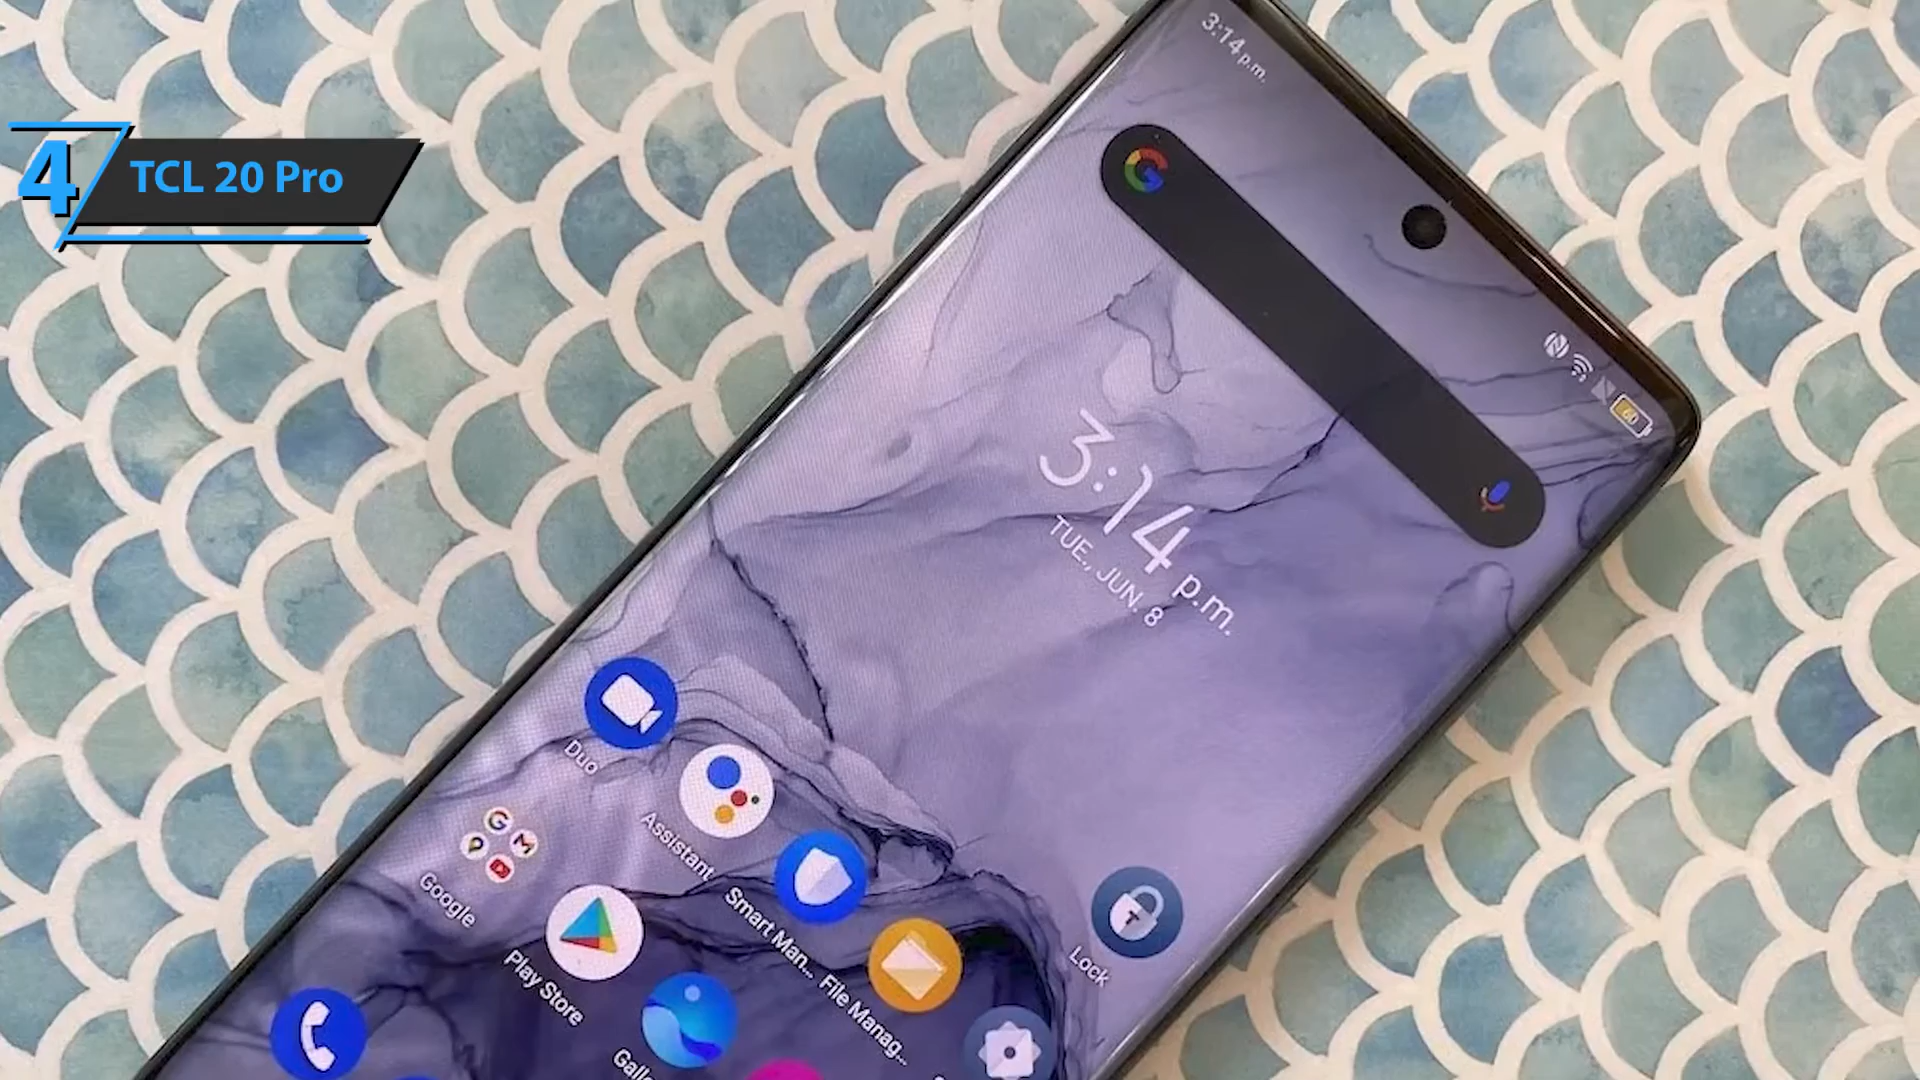 4
TCL 20 Pro
3:14 p.m.
60
3:14 p.m.
TUE., JUN. 8
Duo
Assistant
Smart Man...
File Manag...
Lock
Google
Play Store